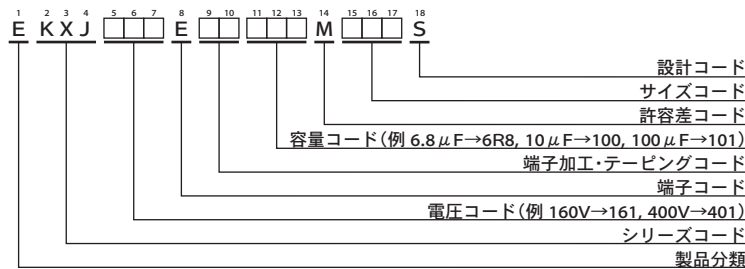 1 2 3 4 5 6 7 8 9 10 11 12 13 14 15 16 17 18
E KXJ □□□ E □□ □□□ M □□□ S
設計コード
サイズコード
許容差コード
容量コード(例 6.8μF→6R8, 10μF→100, 100μF→101)
端子加工・テーピングコード
端子コード
電圧コード(例 160V→161, 400V→401)
シリーズコード
製品分類